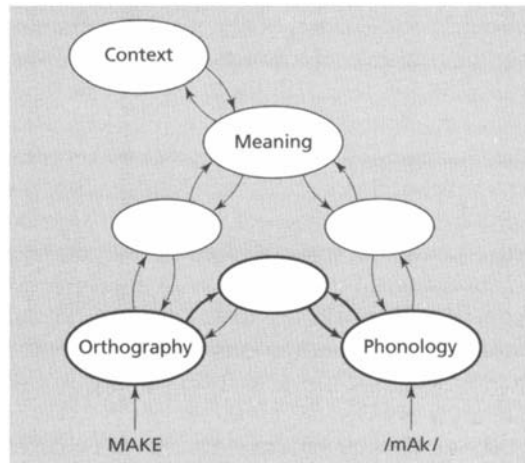 Context
Meaning
Orthography
Phonology
MAKE
/mAk/